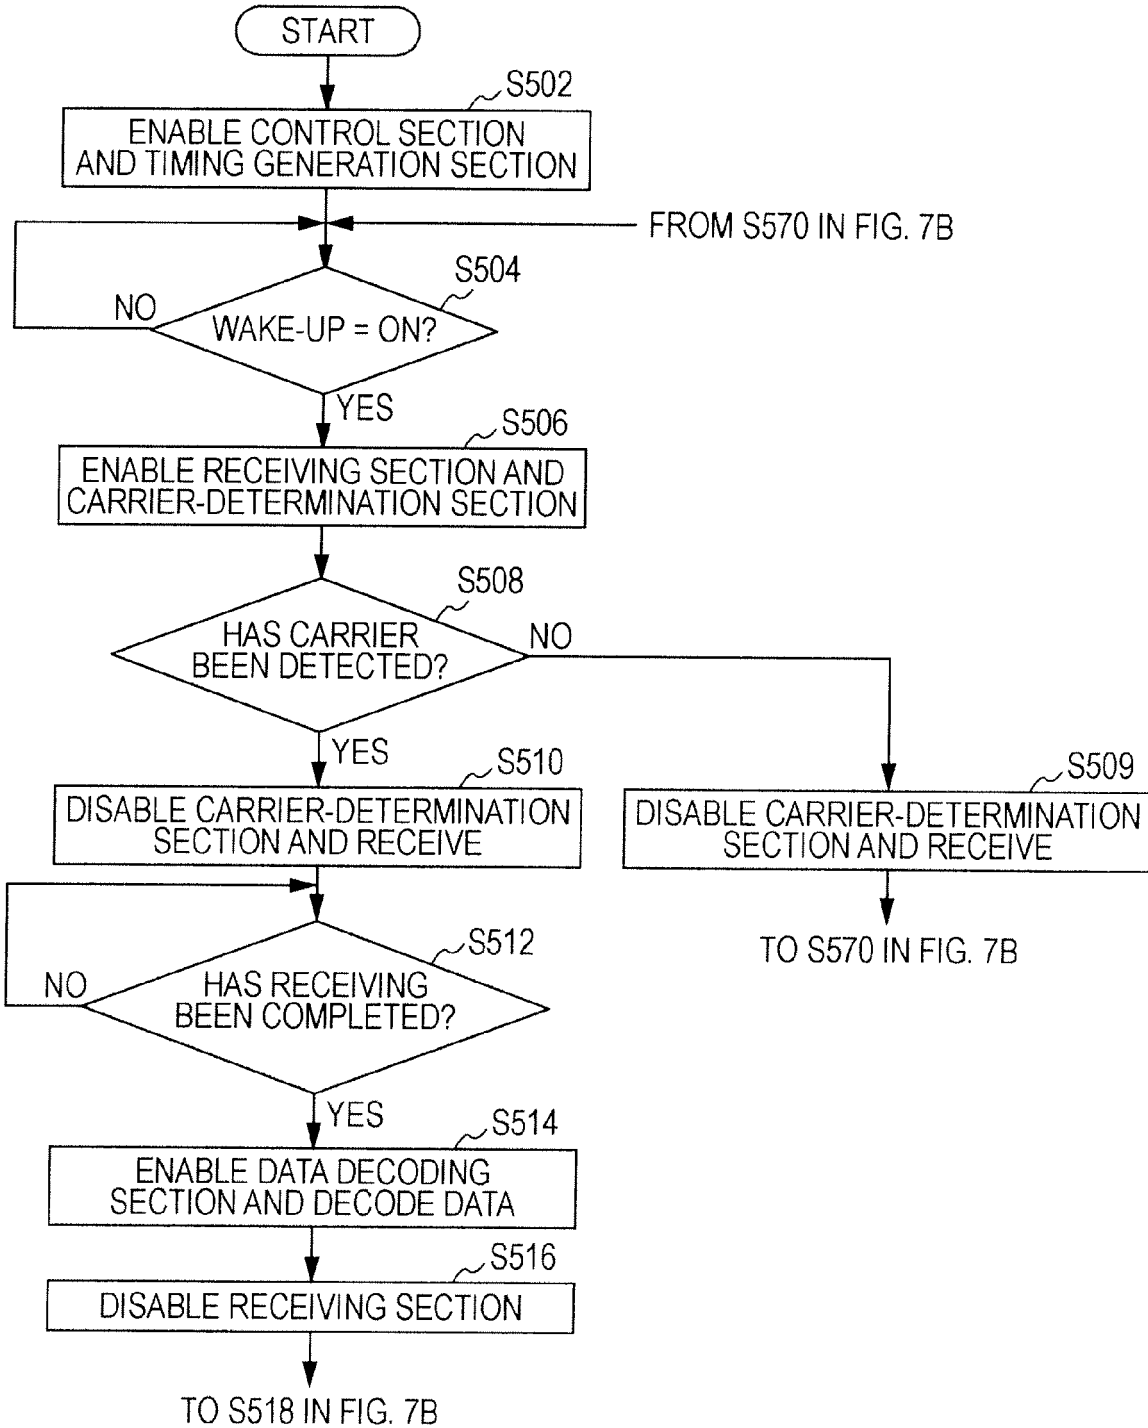 START
S502
ENABLE CONTROL SECTION
AND TIMING GENERATION SECTION
FROM S570 IN FIG. 7B
S504
NO
WAKE-UP = ON?
YES
S506
ENABLE RECEIVING SECTION AND
CARRIER-DETERMINATION SECTION
S508
HAS CARRIER
BEEN DETECTED?
NO
YES
S510
DISABLE CARRIER-DETERMINATION
SECTION AND RECEIVE
S509
DISABLE CARRIER-DETERMINATION
SECTION AND RECEIVE
TO S570 IN FIG. 7B
S512
NO
HAS RECEIVING
BEEN COMPLETED?
YES
S514
ENABLE DATA DECODING
SECTION AND DECODE DATA
S516
DISABLE RECEIVING SECTION
TO S518 IN FIG. 7B